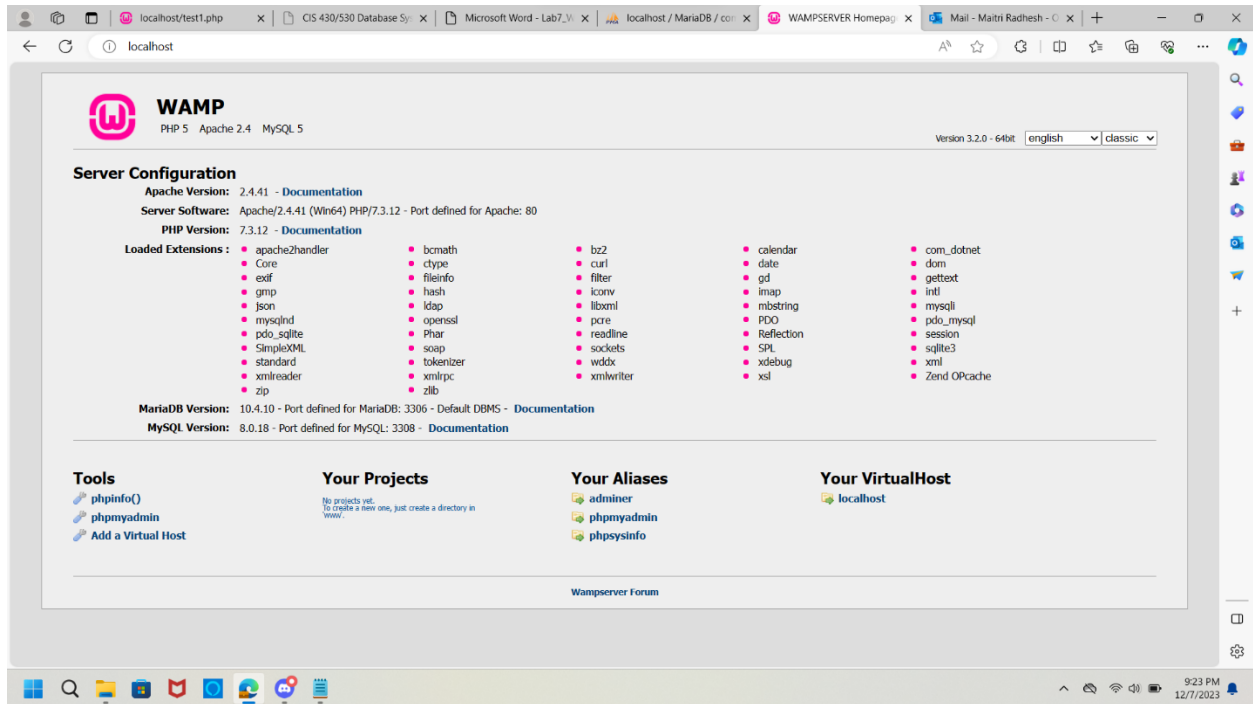 localhost/test1.php
CIS 430/530 Database Sy
Microsoft Word - Lab7_W
localhost / MariaDB / con
WAMPSERVER Homepag
Mail - Maitri Radhesh - O
localhost
WAMP
PHP 5 Apache 2.4 MySQL 5
Version 3.2.0 - 64bit english classic
Server Configuration
Apache Version: 2.4.41 - Documentation
Server Software: Apache/2.4.41 (Win64) PHP/7.3.12 - Port defined for Apache: 80
PHP Version: 7.3.12 - Documentation
Loaded Extensions : apache2handler bcmath bz2 calendar com_dotnet
Core ctype curl date dom
exif fileinfo filter gd gettext
gmp hash iconv imap intl
json ldap libxml mbstring mysqli
mysqlnd openssl pcre PDO pdo_mysql
pdo_sqlite Phar readline Reflection session
SimpleXML soap sockets SPL sqlite3
standard tokenizer wddx xdebug xml
xmlreader xmlrpc xmlwriter xsl Zend OPcache
zip zlib
MariaDB Version: 10.4.10 - Port defined for MariaDB: 3306 - Default DBMS - Documentation
MySQL Version: 8.0.18 - Port defined for MySQL: 3308 - Documentation
Tools
phpinfo()
phpmyadmin
Add a Virtual Host
Your Projects
No projects yet.
To create a new one, just create a directory in
'www'.
Your Aliases
adminer
phpmyadmin
phpsysinfo
Your VirtualHost
localhost
Wampserver Forum
9:23 PM
12/7/2023